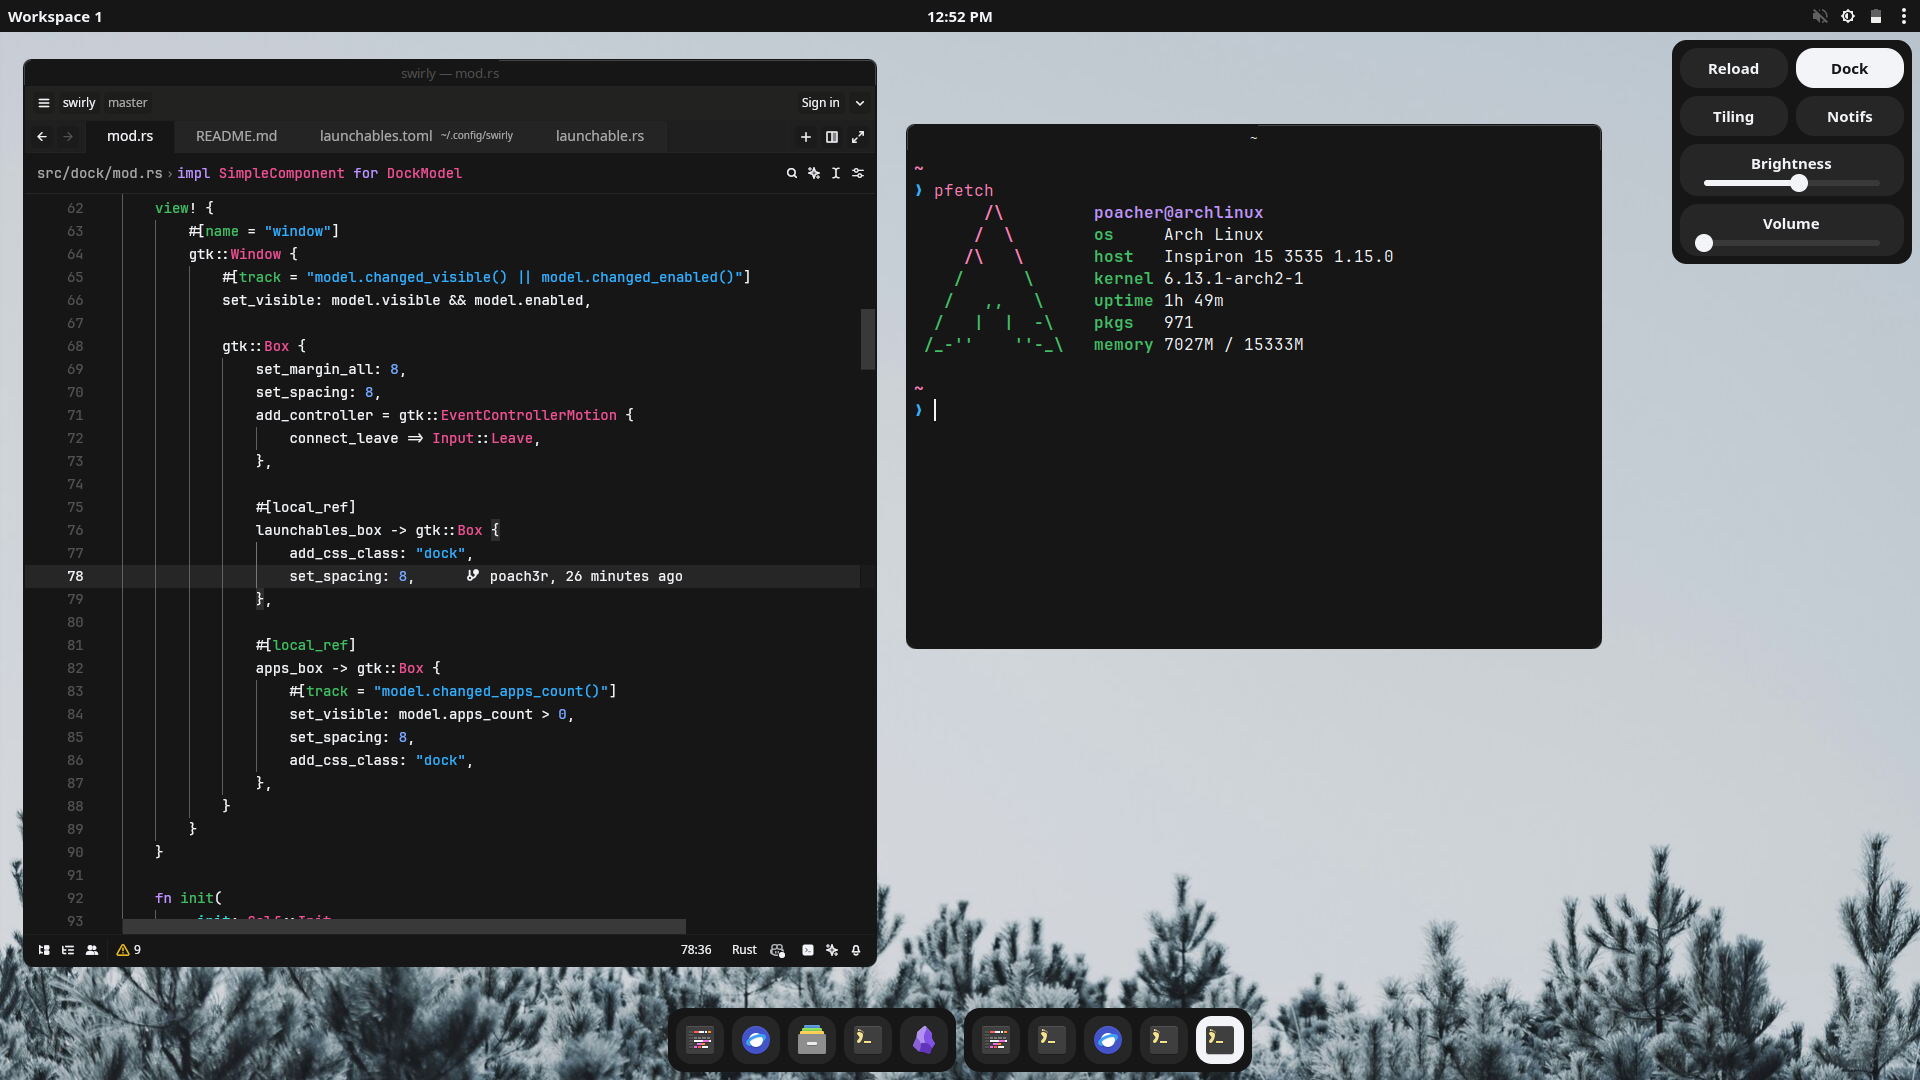 Workspace 1
12:52 PM
swirly — mod.rs
swirly master
Sign in
mod.rs README.md launchables.toml ~/.config/swirly launchable.rs
src/dock/mod.rs › impl SimpleComponent for DockModel
62 view! {
63 #[name = "window"]
64 gtk::Window {
65 #[track = "model.changed_visible() || model.changed_enabled()"]
66 set_visible: model.visible && model.enabled,
67
68 gtk::Box {
69 set_margin_all: 8,
70 set_spacing: 8,
71 add_controller = gtk::EventControllerMotion {
72 connect_leave => Input::Leave,
73 },
74
75 #[local_ref]
76 launchables_box -> gtk::Box {
77 add_css_class: "dock",
78 set_spacing: 8, poach3r, 26 minutes ago
79 },
80
81 #[local_ref]
82 apps_box -> gtk::Box {
83 #[track = "model.changed_apps_count()"]
84 set_visible: model.apps_count > 0,
85 set_spacing: 8,
86 add_css_class: "dock",
87 },
88 }
89 }
90 }
91
92 fn init(
93 init: Self::Init
9 78:36 Rust
~
~
❯ pfetch
/\ poacher@archlinux
/ \ os Arch Linux
/\ \ host Inspiron 15 3535 1.15.0
/ \ kernel 6.13.1-arch2-1
/ ,, \ uptime 1h 49m
/ | | -\ pkgs 971
/_-'' ''-_\ memory 7027M / 15333M
~
❯
Reload Dock
Tiling Notifs
Brightness
Volume